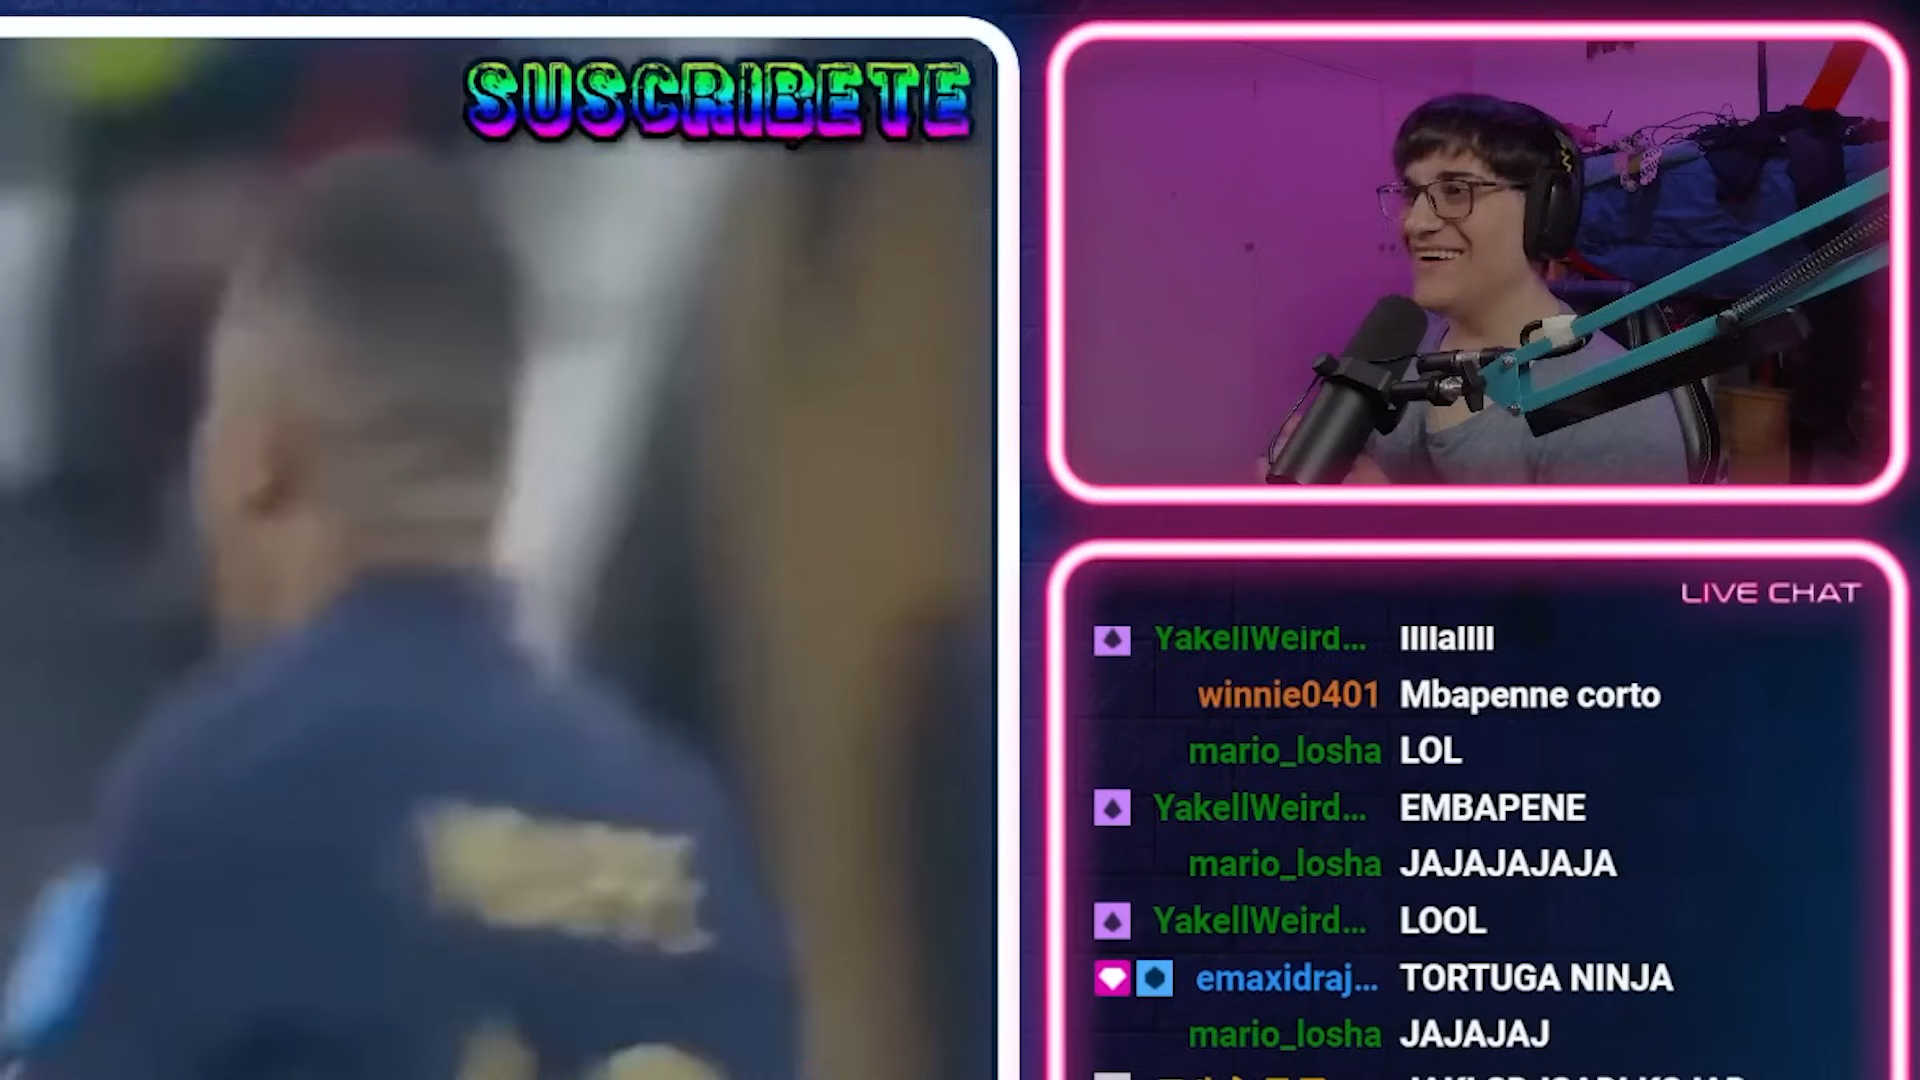 SUSCRIBETE
LIVE CHAT
YakellWeird... IIIIaIIII
winnie0401 Mbapenne corto
mario_losha LOL
YakellWeird... EMBAPENE
mario_losha JAJAJAJAJA
YakellWeird... LOOL
emaxidraj... TORTUGA NINJA
mario_losha JAJAJAJ